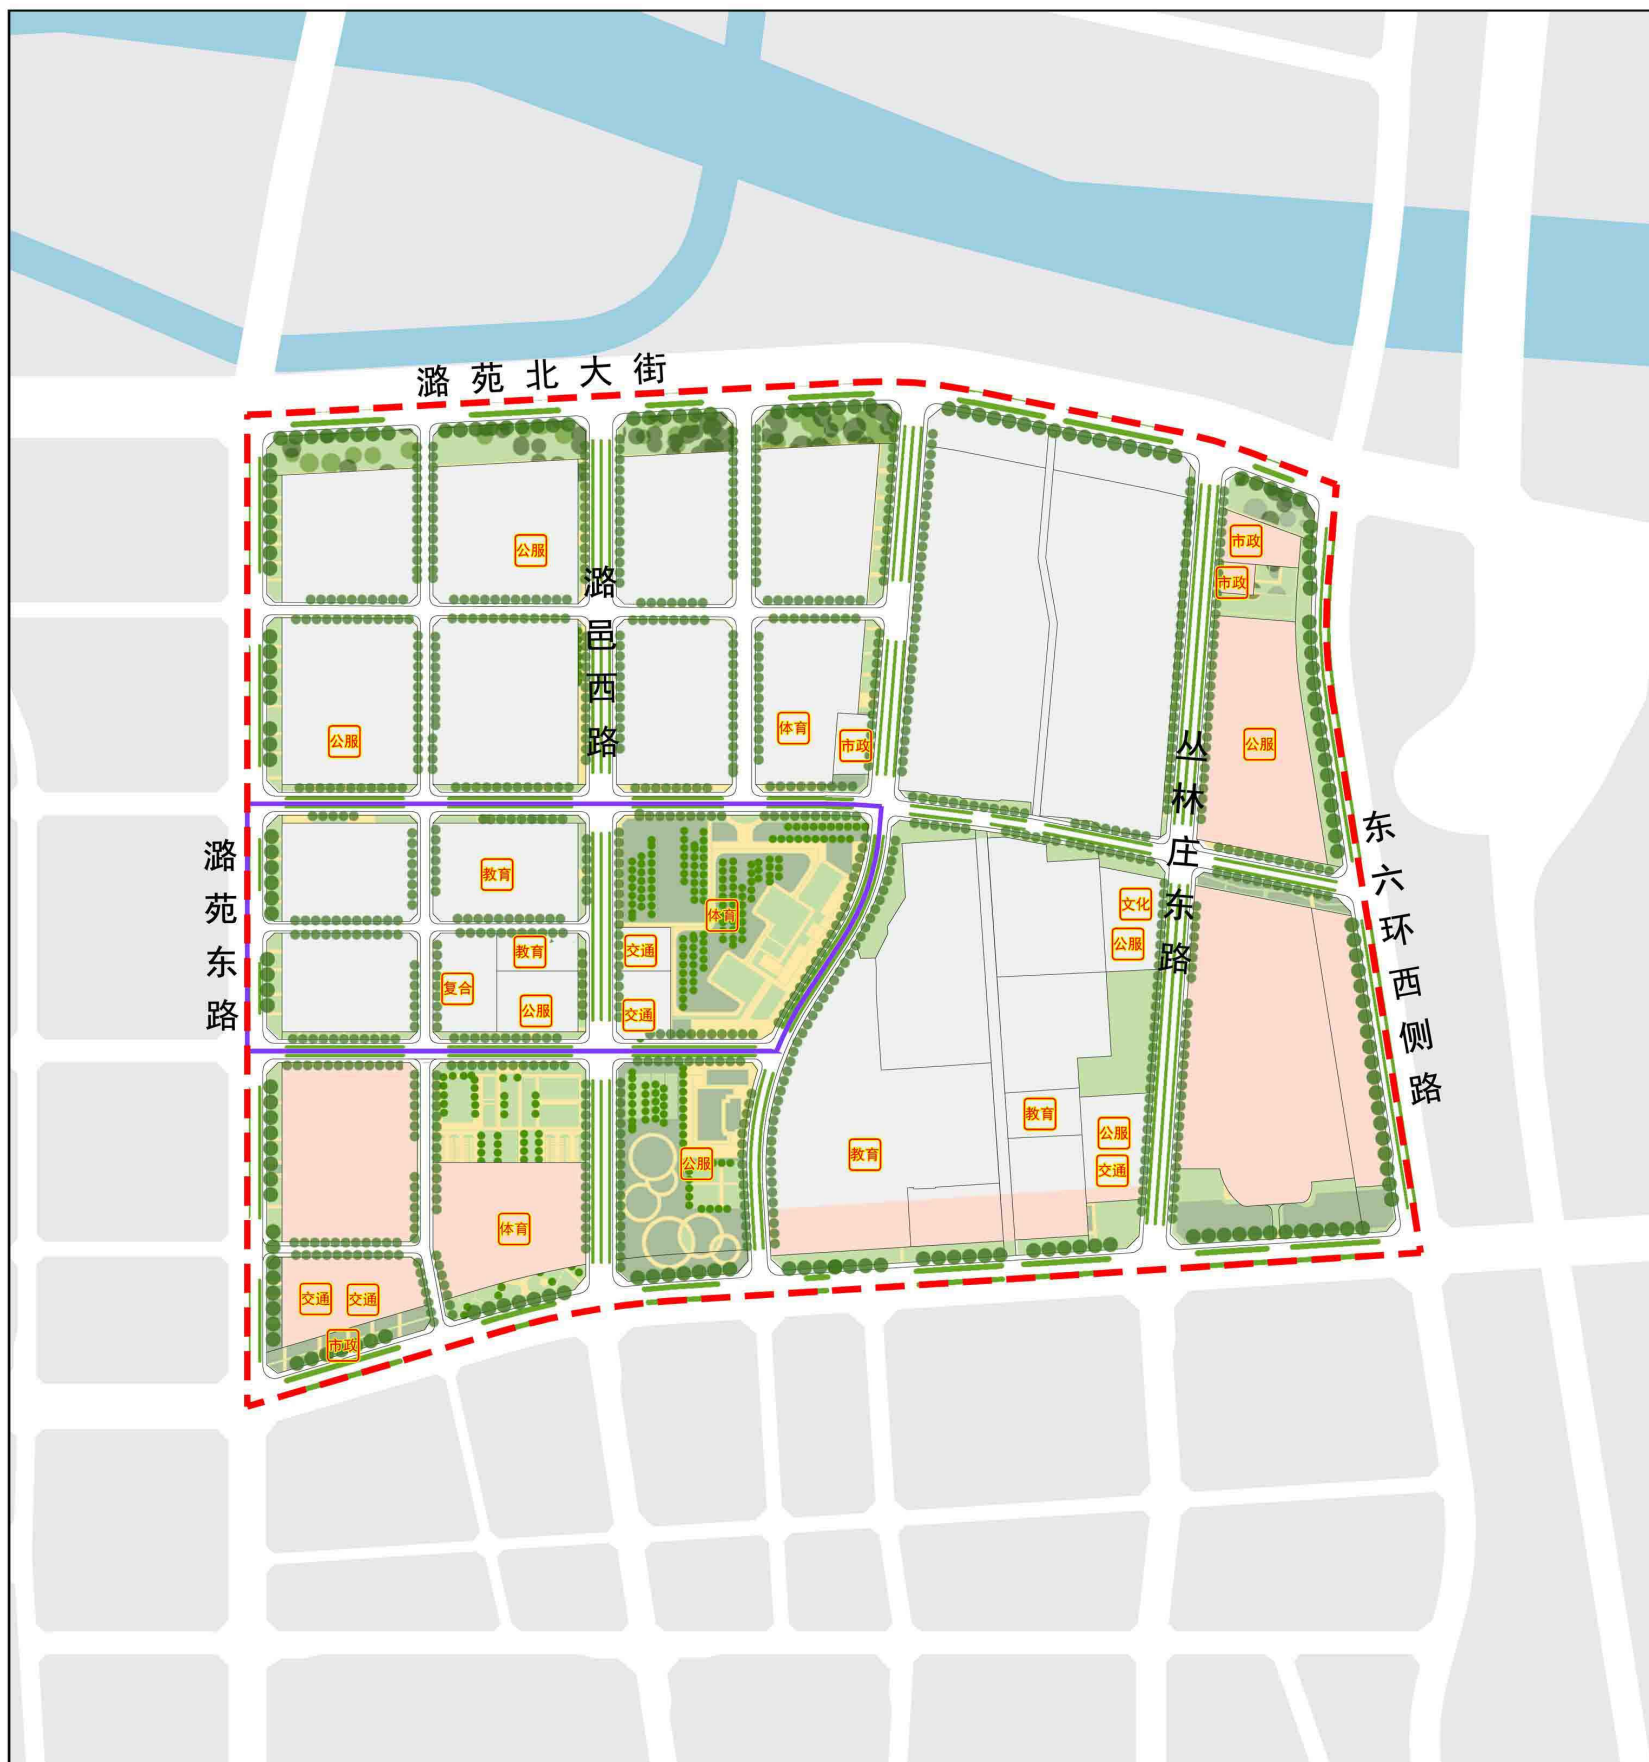 潞苑北大街
公服
市政
市政
潞邑西路
公服
体育
市政
公服
丛林庄东路
东六环西侧路
潞苑东路
教育
体育
文化
公服
教育
交通
复合
公服
交通
教育
公服
教育
公服
交通
体育
交通
交通
市政